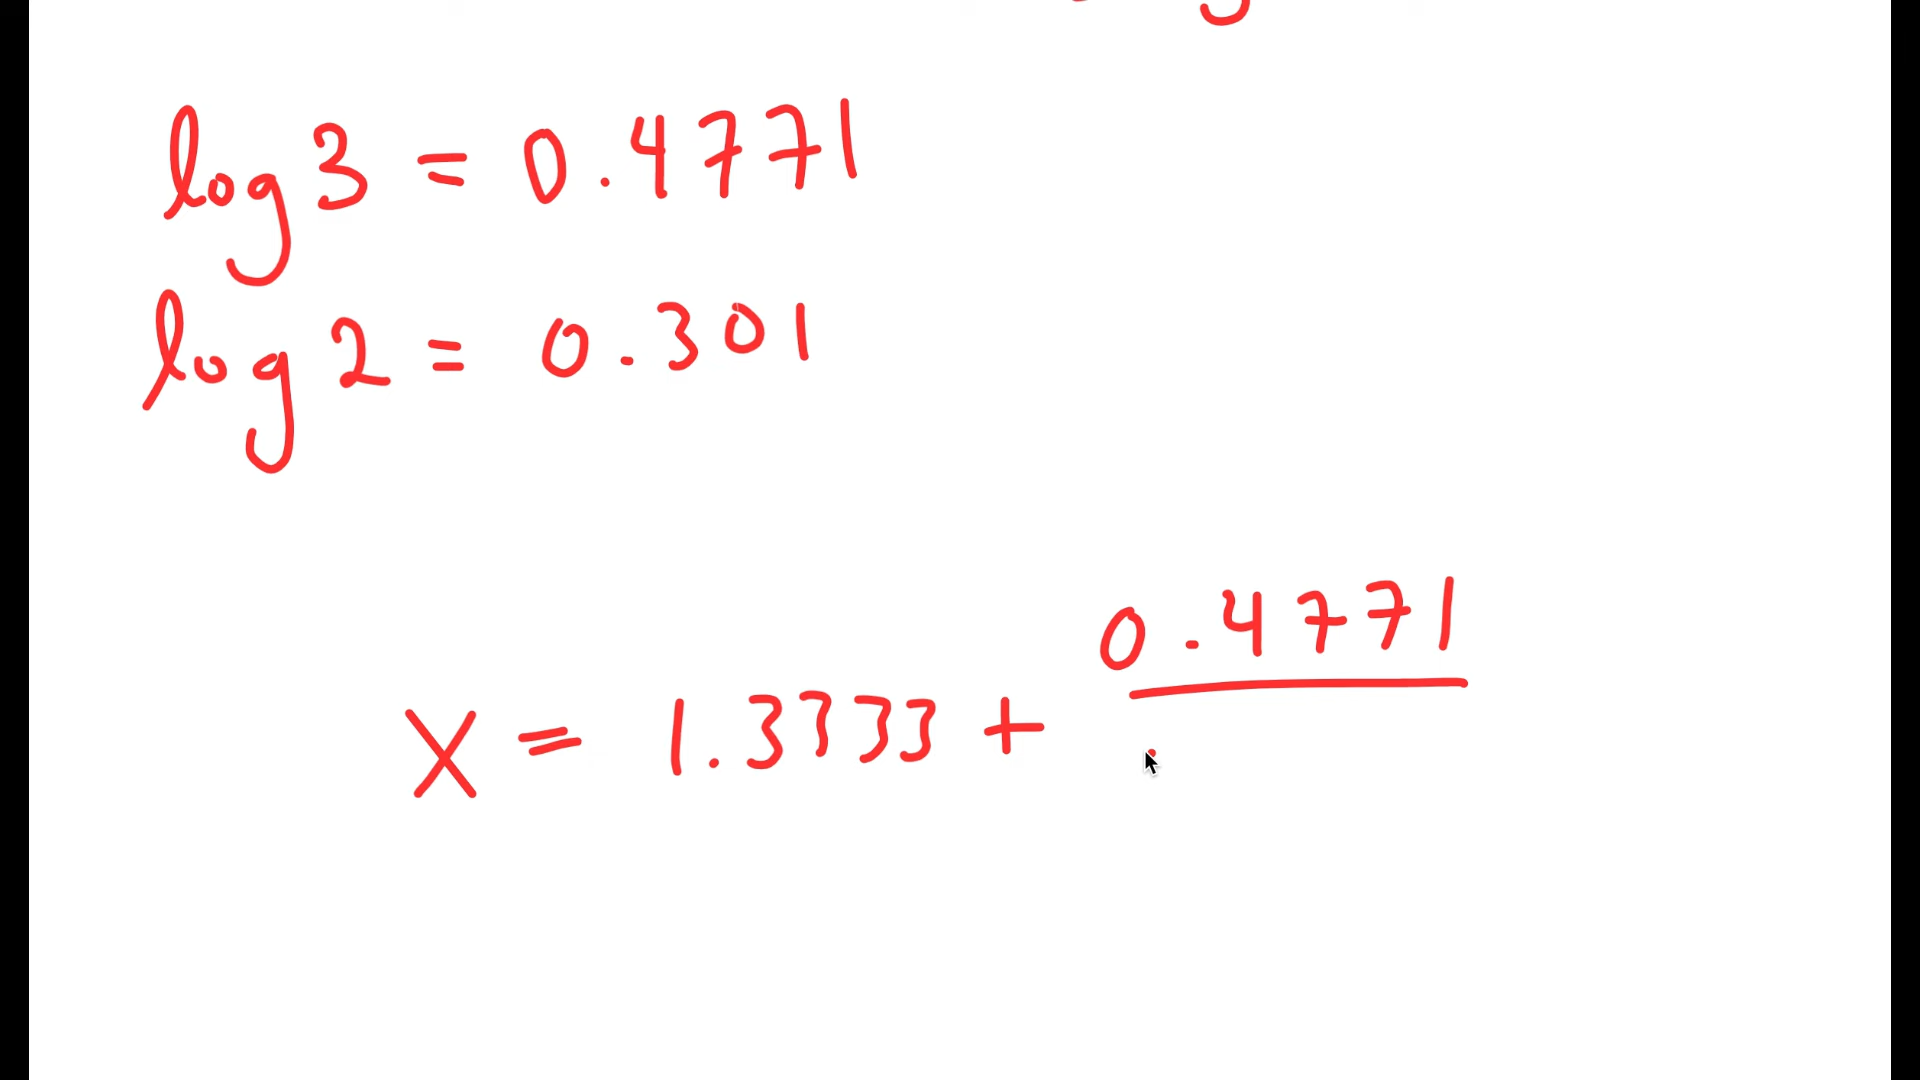 log 3 = 0.4771
log 2 = 0.301
0.4771
X = 1.3333 +